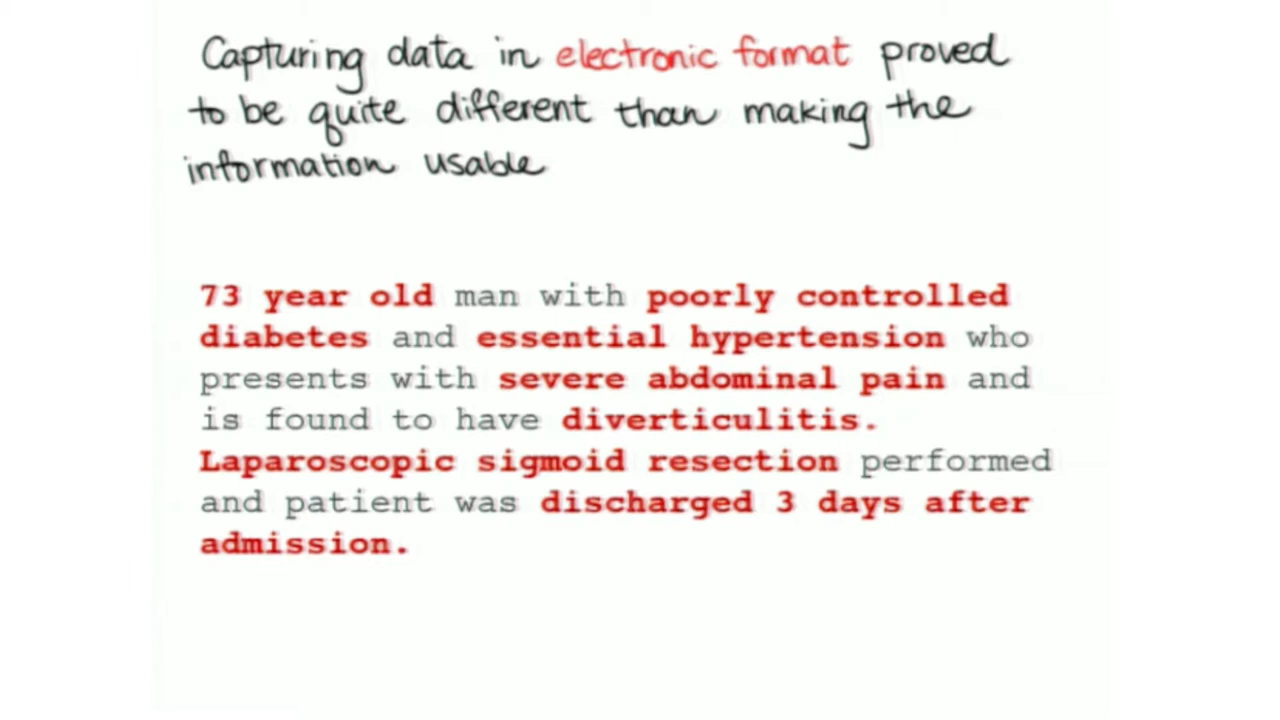 Capturing data in electronic format proved
to be quite different than making the
information usable
73 year old man with poorly controlled
diabetes and essential hypertension who
presents with severe abdominal pain and
is found to have diverticulitis.
Laparoscopic sigmoid resection performed
and patient was discharged 3 days after
admission.